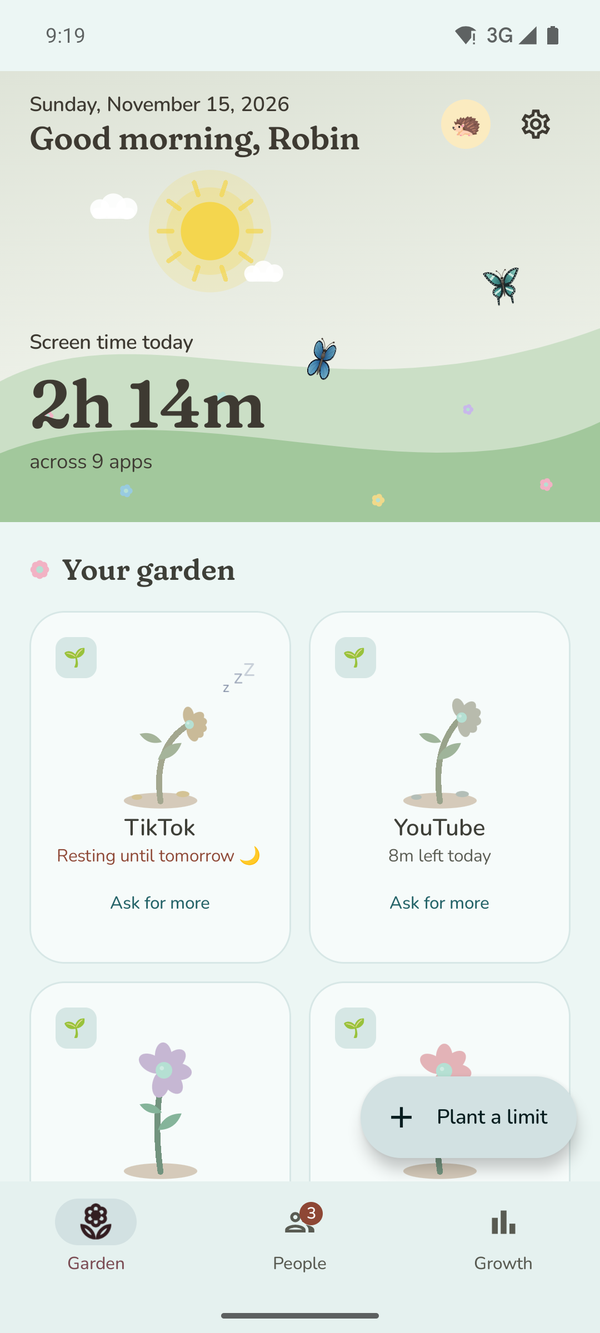 9:19
3G
Sunday, November 15, 2026
Good morning, Robin
Screen time today
2h 14m
across 9 apps
Your garden
z z Z
TikTok
Resting until tomorrow 🌙
Ask for more
YouTube
8m left today
Ask for more
Plant a limit
Garden
3
People
Growth